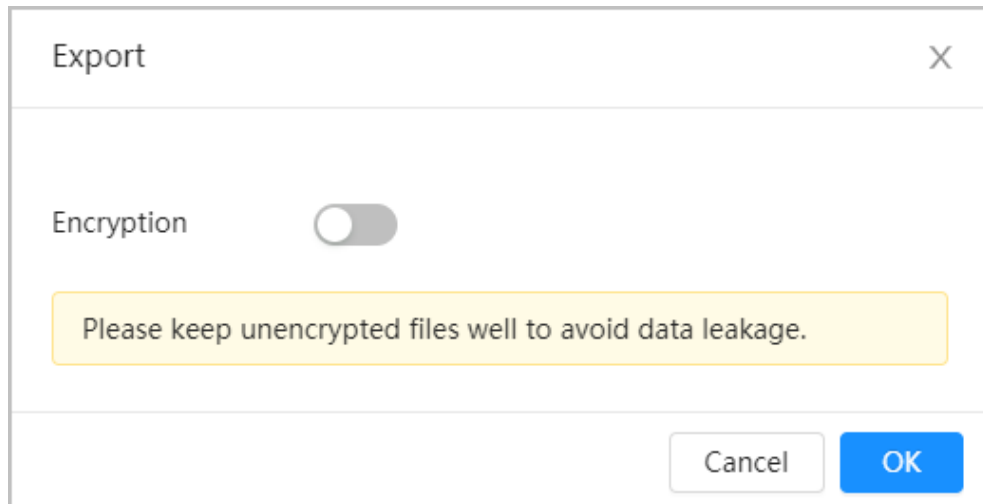 Export
Encryption
Please keep unencrypted files well to avoid data leakage.
Cancel OK